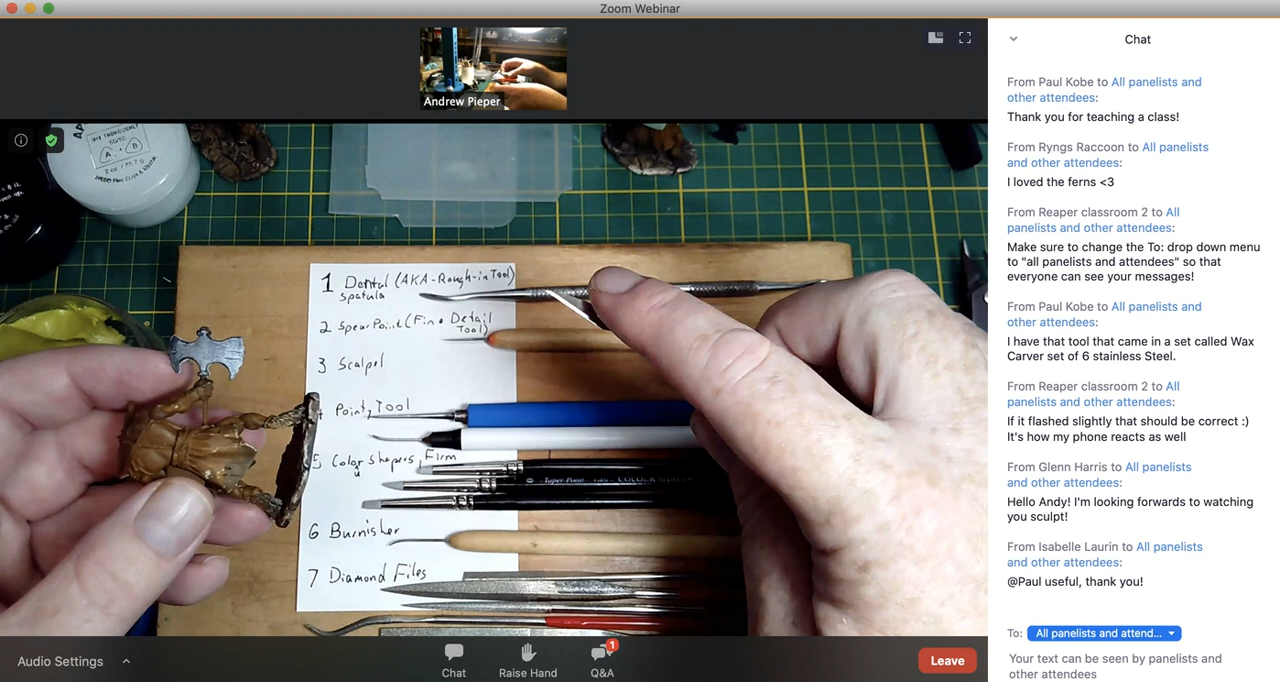 Zoom Webinar
Andrew Pieper
A + B
1 Dental (AKA-Rough-in Tool)
spatula
2 SpearPoint (Fine Detail
Tool)
3 Scalpel
4 Pointy Tool
5 Color shapers, Firm
Taper Point
6 Burnisher
7 Diamond Files
Audio Settings
Chat
Raise Hand
Q&A
1
Leave
Chat
From Paul Kobe to All panelists and
other attendees:
Thank you for teaching a class!
From Ryngs Raccoon to All panelists
and other attendees:
I loved the ferns <3
From Reaper classroom 2 to All
panelists and other attendees:
Make sure to change the To: drop down menu
to "all panelists and attendees" so that
everyone can see your messages!
From Paul Kobe to All panelists and
other attendees:
I have that tool that came in a set called Wax
Carver set of 6 stainless Steel.
From Reaper classroom 2 to All
panelists and other attendees:
If it flashed slightly that should be correct :)
It's how my phone reacts as well
From Glenn Harris to All panelists
and other attendees:
Hello Andy! I'm looking forwards to watching
you sculpt!
From Isabelle Laurin to All panelists
and other attendees:
@Paul useful, thank you!
To: All panelists and attend...
Your text can be seen by panelists and
other attendees